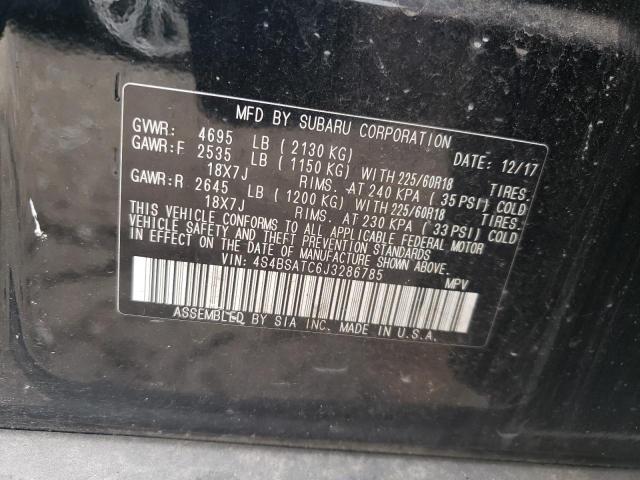 MFD BY SUBARU CORPORATION
GVWR: 4695 LB ( 2130 KG) DATE: 12/17
GAWR:F 2535 LB ( 1150 KG) WITH 225/60R18 TIRES.
18X7J RIMS. AT 240 KPA ( 35 PSI) COLD
GAWR:R 2645 LB ( 1200 KG) WITH 225/60R18 TIRES.
18X7J RIMS. AT 230 KPA ( 33 PSI) COLD
THIS VEHICLE CONFORMS TO ALL APPLICABLE FEDERAL MOTOR
VEHICLE SAFETY AND BUMPER STANDARDS
IN EFFECT ON THE DATE OF MANUFACTURE SHOWN ABOVE.
VIN: 4S4BSATC6J3286785 MPV
ASSEMBLED BY SIA INC. MADE IN U.S.A.